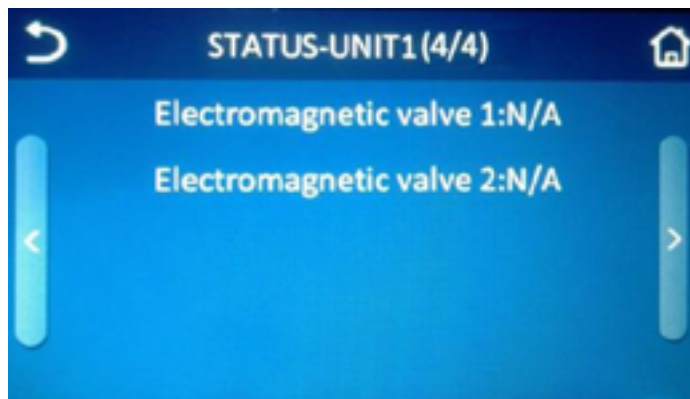 STATUS-UNIT1(4/4)
Electromagnetic valve 1:N/A
Electromagnetic valve 2:N/A